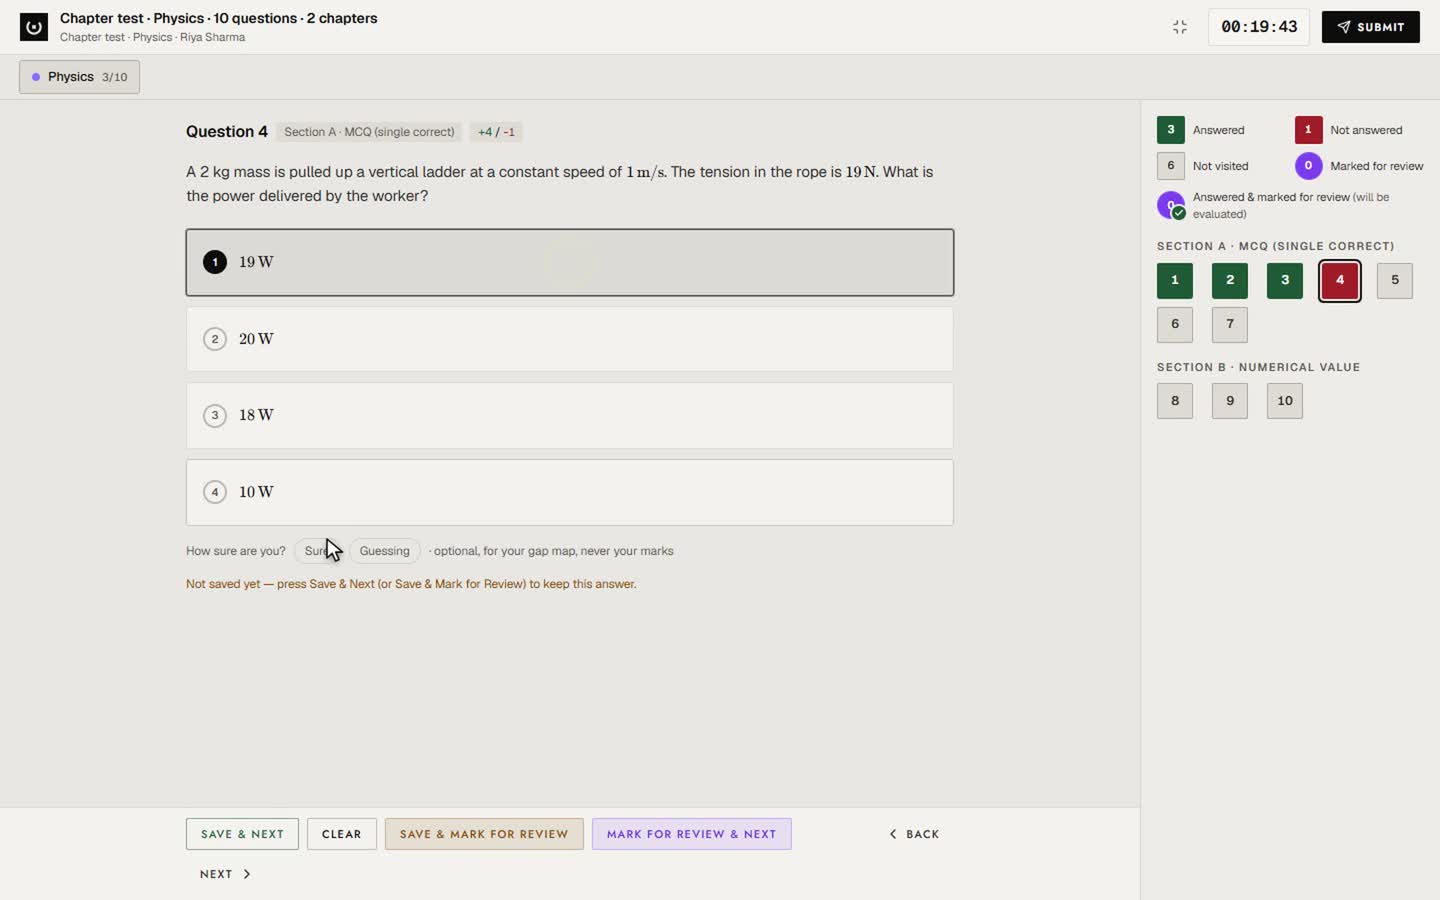 Chapter test · Physics · 10 questions · 2 chapters
Chapter test · Physics · Riya Sharma
00:19:43
SUBMIT
Physics 3/10
Question 4 Section A · MCQ (single correct) +4 / -1
A 2 kg mass is pulled up a vertical ladder at a constant speed of 1 m/s. The tension in the rope is 19 N. What is
the power delivered by the worker?
1 19 W
2 20 W
3 18 W
4 10 W
How sure are you? Sure Guessing · optional, for your gap map, never your marks
Not saved yet — press Save & Next (or Save & Mark for Review) to keep this answer.
SAVE & NEXT CLEAR SAVE & MARK FOR REVIEW MARK FOR REVIEW & NEXT BACK
NEXT
3 Answered 1 Not answered
6 Not visited 0 Marked for review
0 Answered & marked for review (will be
evaluated)
SECTION A · MCQ (SINGLE CORRECT)
1 2 3 4 5
6 7
SECTION B · NUMERICAL VALUE
8 9 10